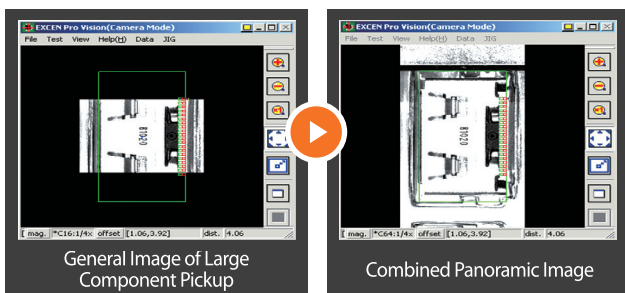 EXCEN Pro Vision(Camera Mode)
File Test View Help(H) Data JIG
[ mag. *C16:1/4x offset [1.06,3.92] dist. 4.06
General Image of Large
Component Pickup
EXCEN Pro Vision(Camera Mode)
File Test View Help(H) Data JIG
[ mag. *C64:1/4x offset [1.06,3.92] dist. 4.06
Combined Panoramic Image